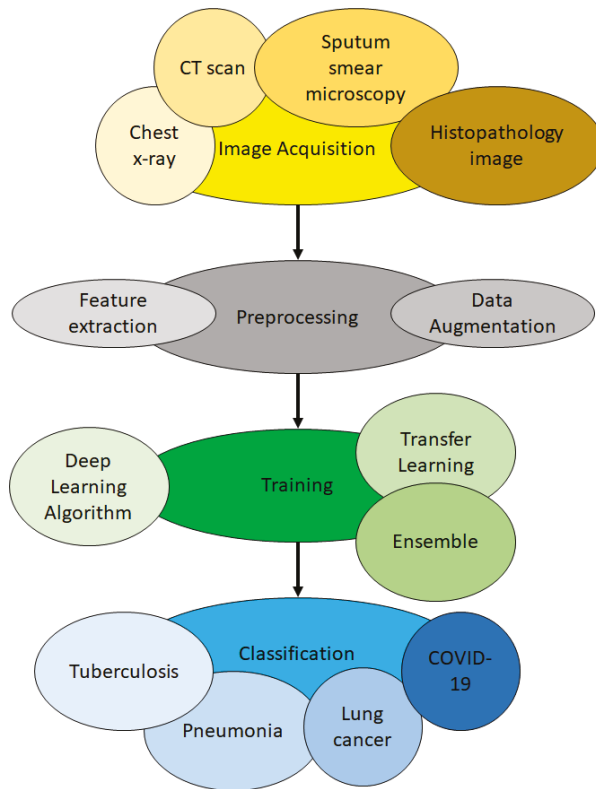 CT scan
Sputum
smear
microscopy
Chest
x-ray
Image Acquisition
Histopathology
image
Feature
extraction
Preprocessing
Data
Augmentation
Deep
Learning
Algorithm
Training
Transfer
Learning
Ensemble
Tuberculosis
Classification
COVID-
19
Pneumonia
Lung
cancer